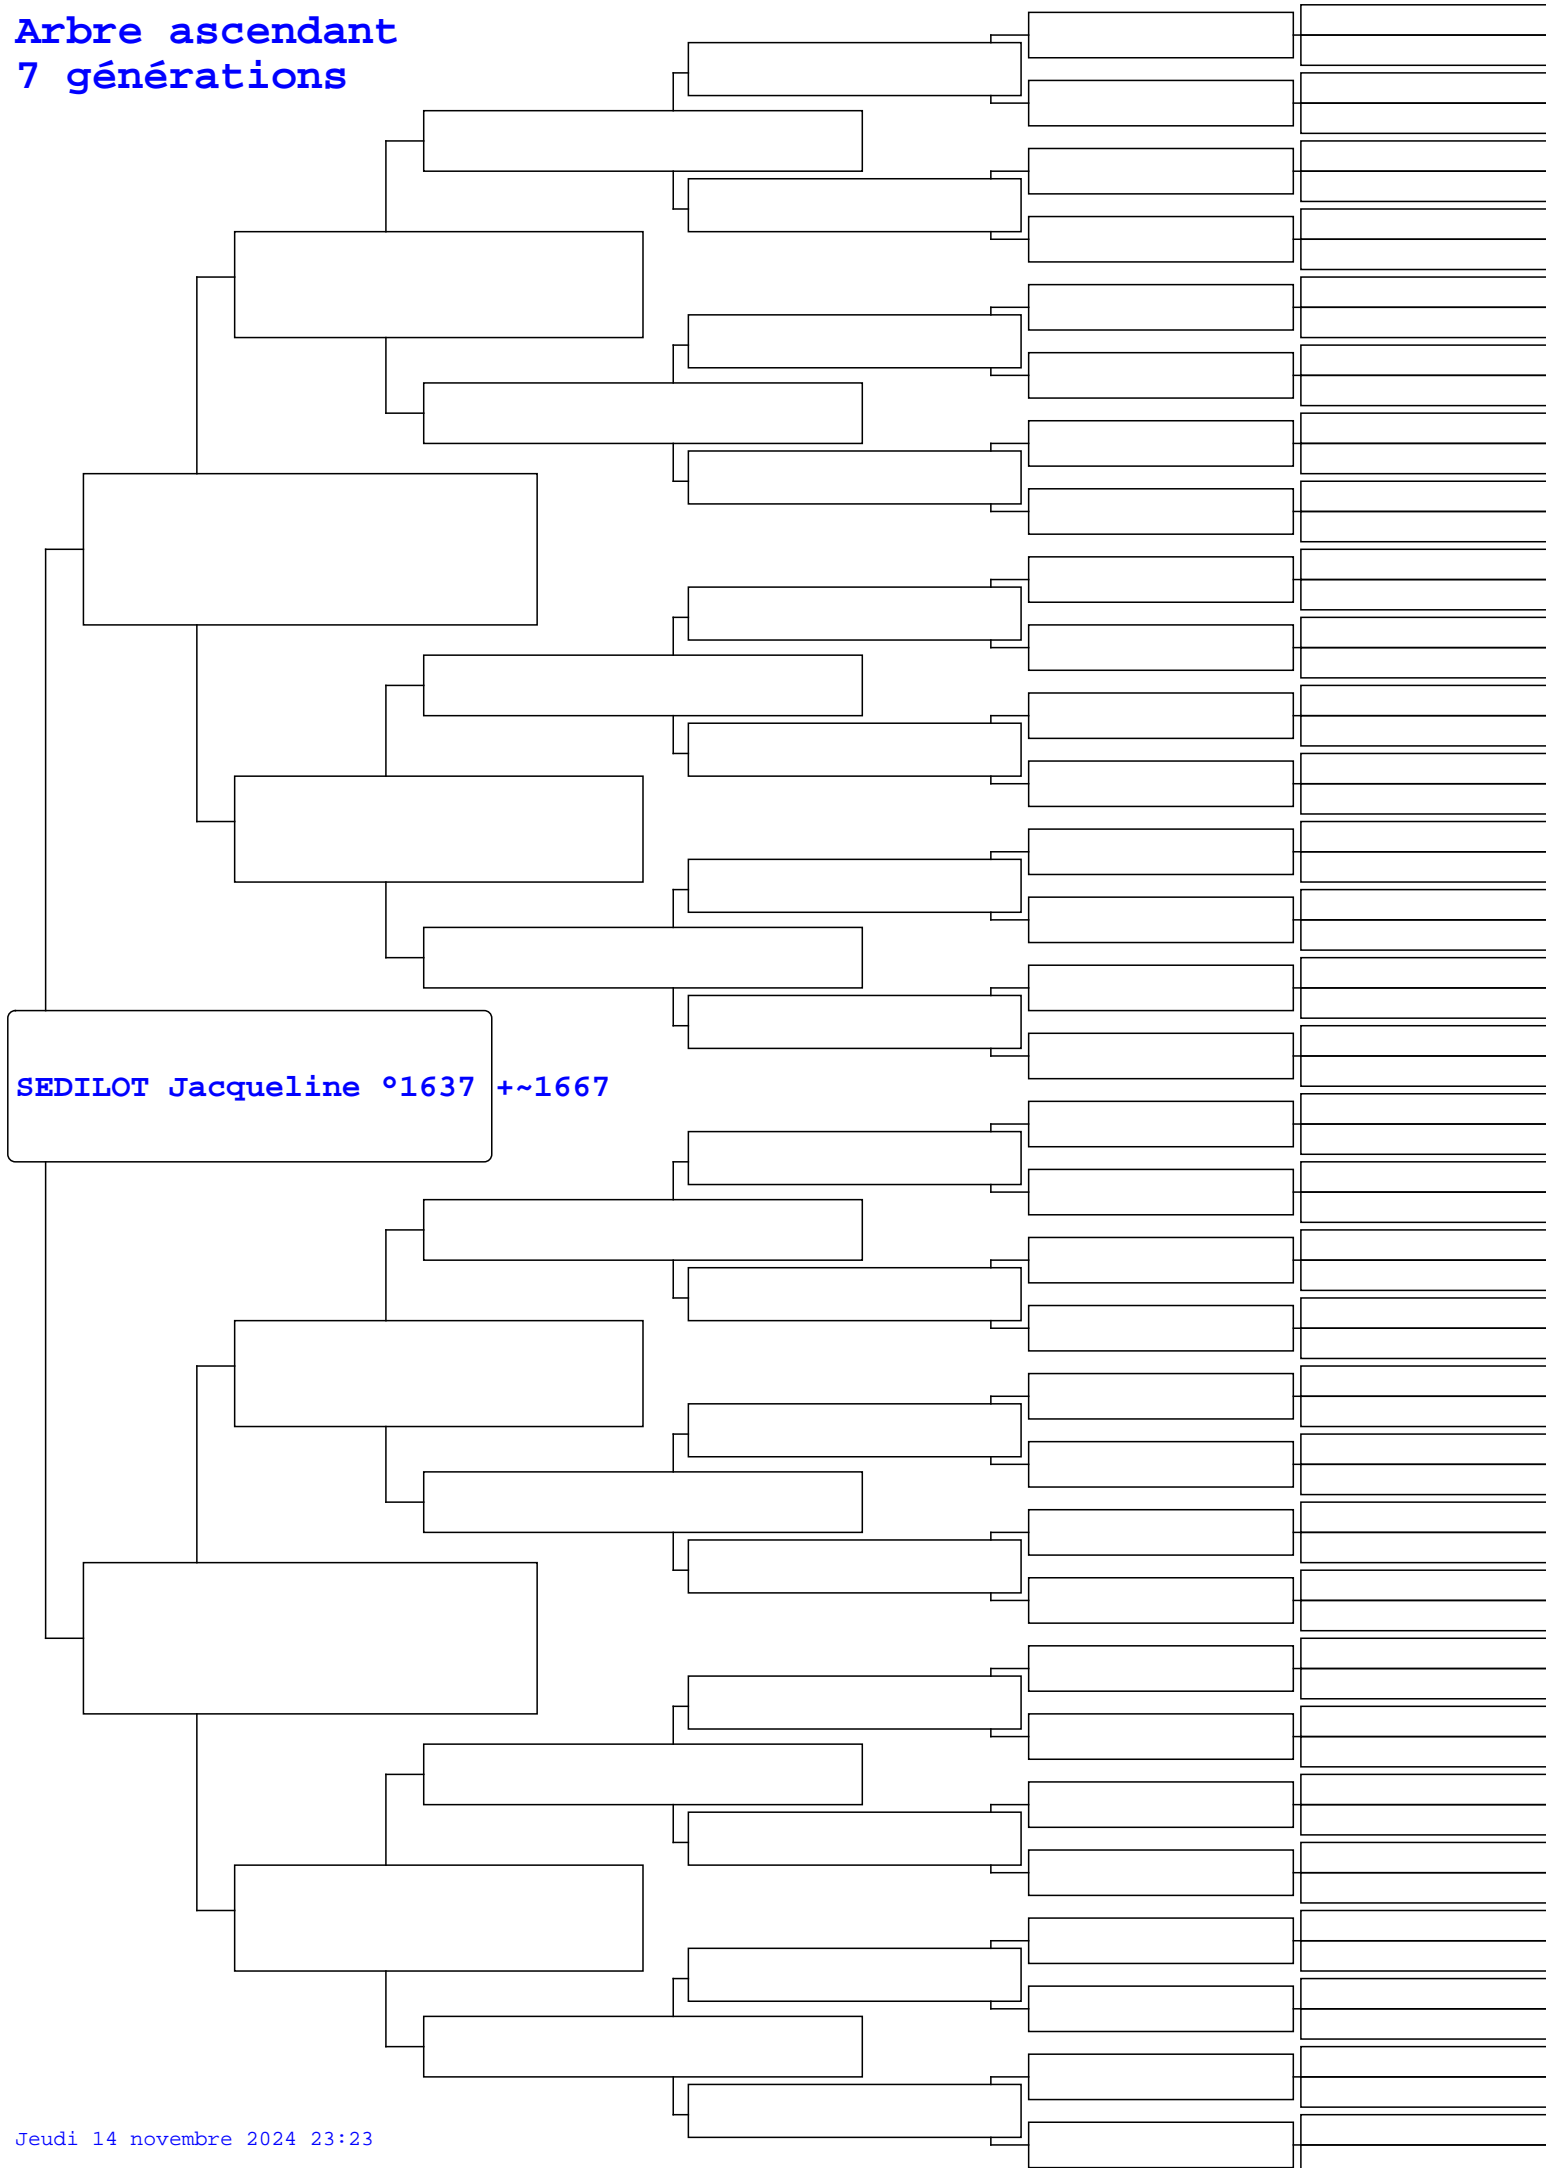 Arbre ascendant
7 générations
SEDILOT Jacqueline °1637 +~1667
Jeudi 14 novembre 2024 23:23